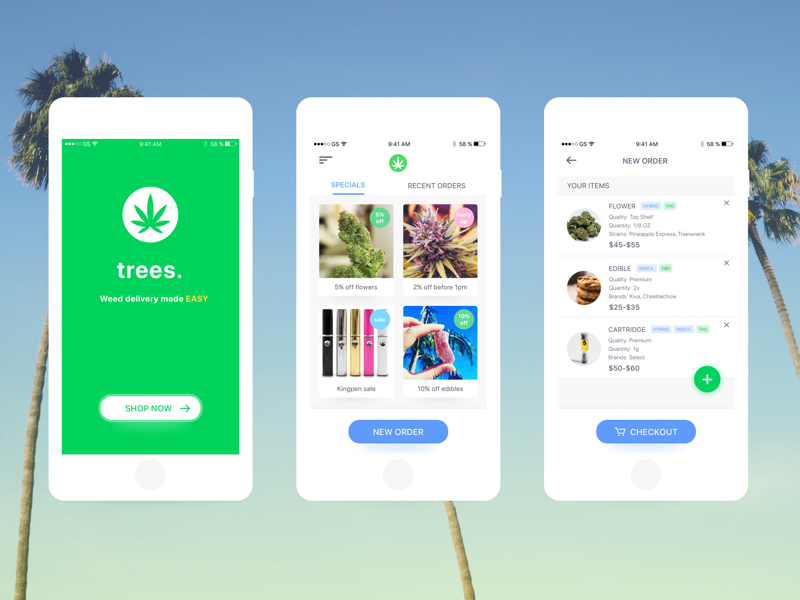 GS
9:41 AM
58 %
trees.
Weed delivery made EASY
SHOP NOW
GS
9:41 AM
58 %
SPECIALS
RECENT ORDERS
5%
off
hurry
up
5% off flowers
2% off before 1pm
sale
10%
off
Kingpen sale
10% off edibles
NEW ORDER
GS
9:41 AM
58 %
NEW ORDER
YOUR ITEMS
FLOWER HYBRID THC
Quality: Top Shelf
Quantity: 1/8 OZ
Strains: Pineapple Express, Trainwreck
$45-$55
EDIBLE INDICA CBD
Quality: Premium
Quantity: 2x
Brands: Kiva, Cheebachow
$25-$35
CARTRIDGE HYBRID INDICA THC
Quality: Premium
Quantity: 1g
Brands: Select
$50-$60
CHECKOUT